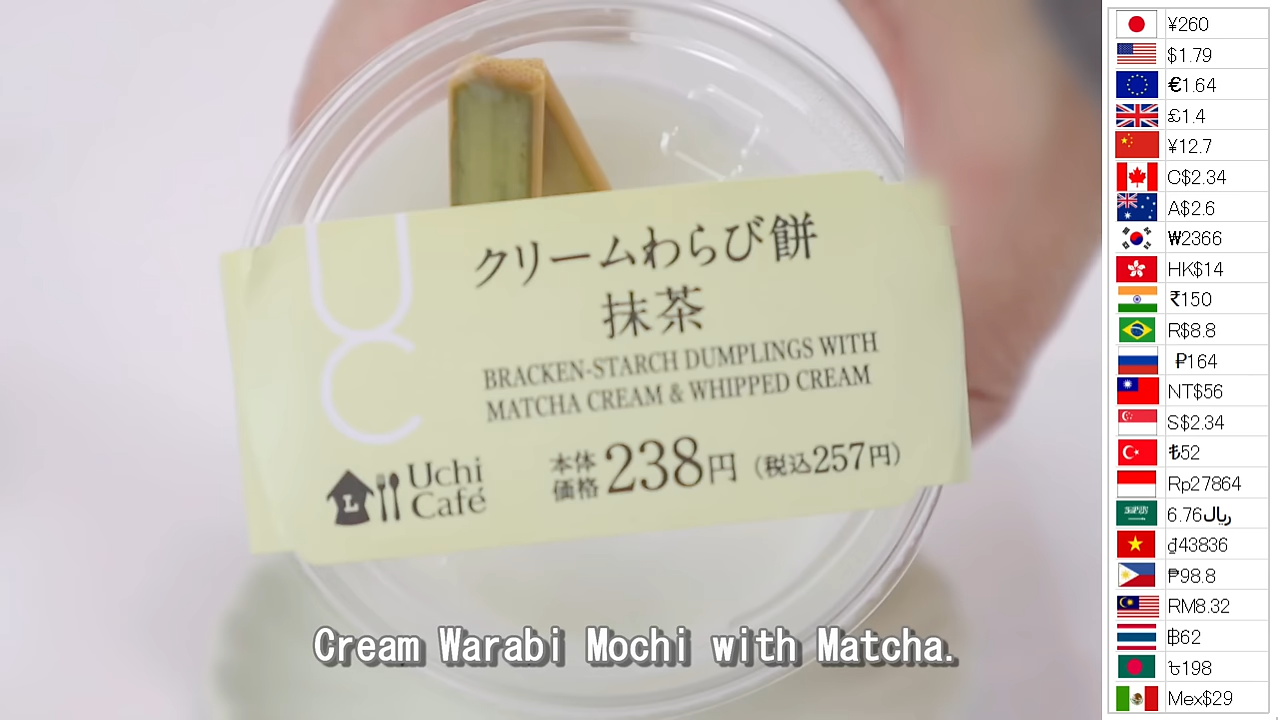 クリームわらび餅
抹茶
BRACKEN-STARCH DUMPLINGS WITH
MATCHA CREAM & WHIPPED CREAM
Uchi
Café
本体
価格 238円 (税込257円)
Cream Warabi Mochi with Matcha.
¥260
$1.79
€1.64
£1.4
¥12.7
C$2.34
A$2.6
₩2366
HK$14
₹150
R$8.8
₽164
NT$56
S$2.34
₺52
Rp27864
6.76﷼
₫43836
₱98.8
RM8.32
฿62
৳198
Mex$29